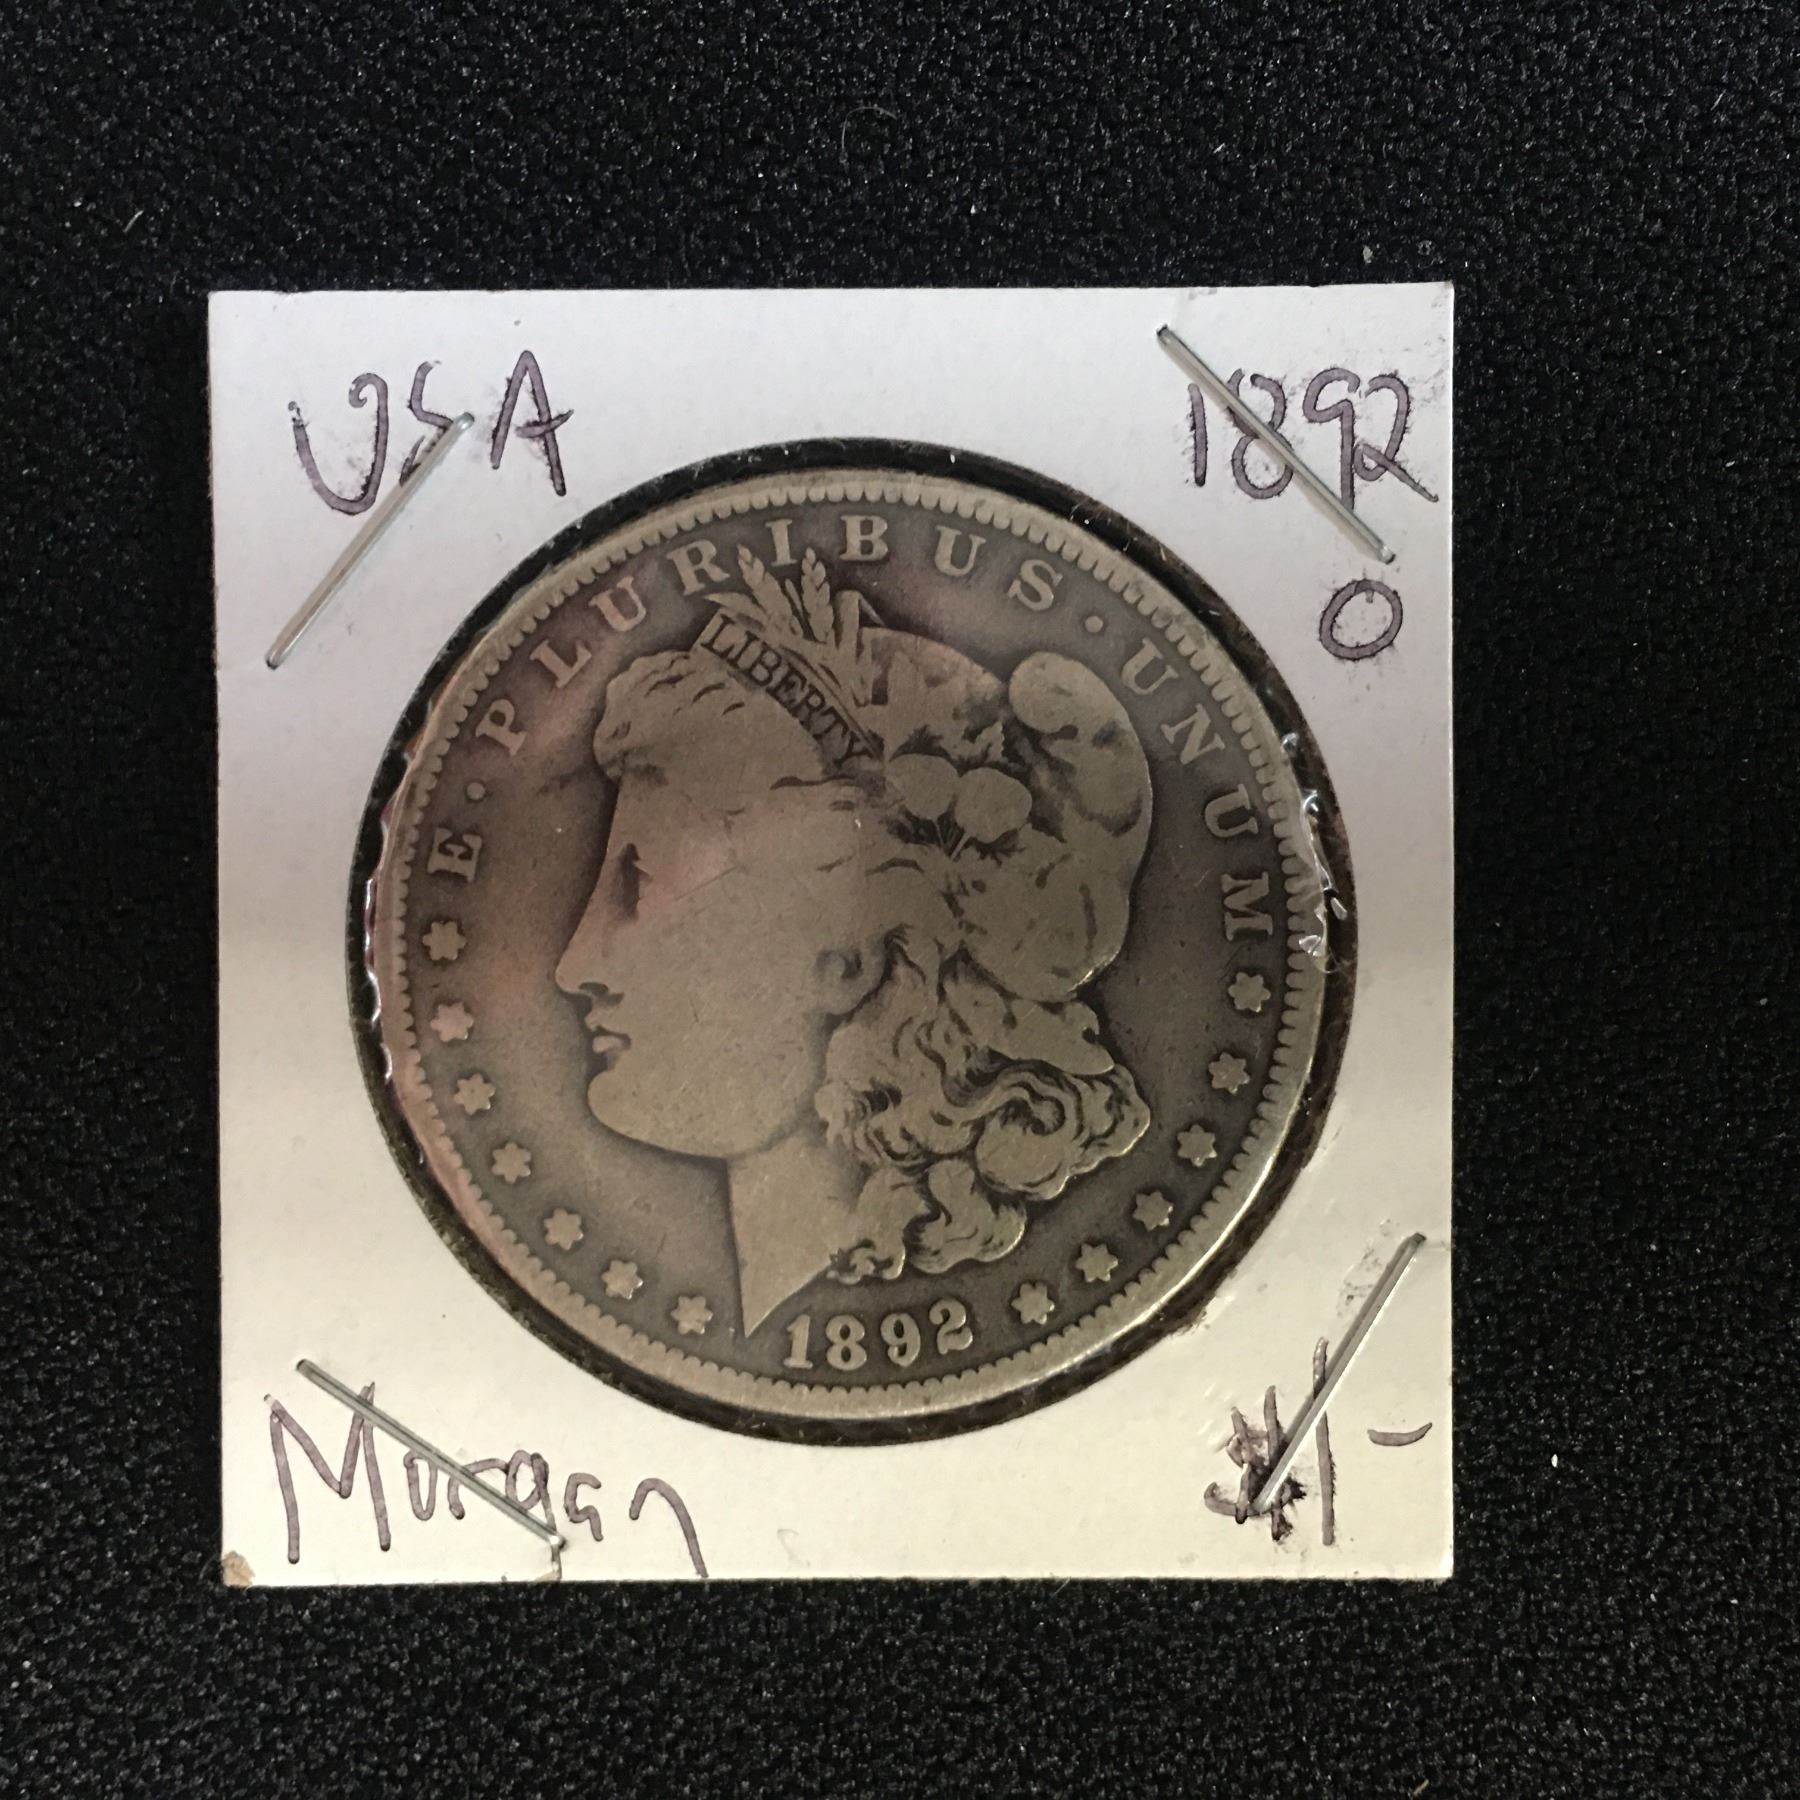 USA
1892
O
E · PLURIBUS · UNUM
LIBERTY
1892
Morgan
$1-